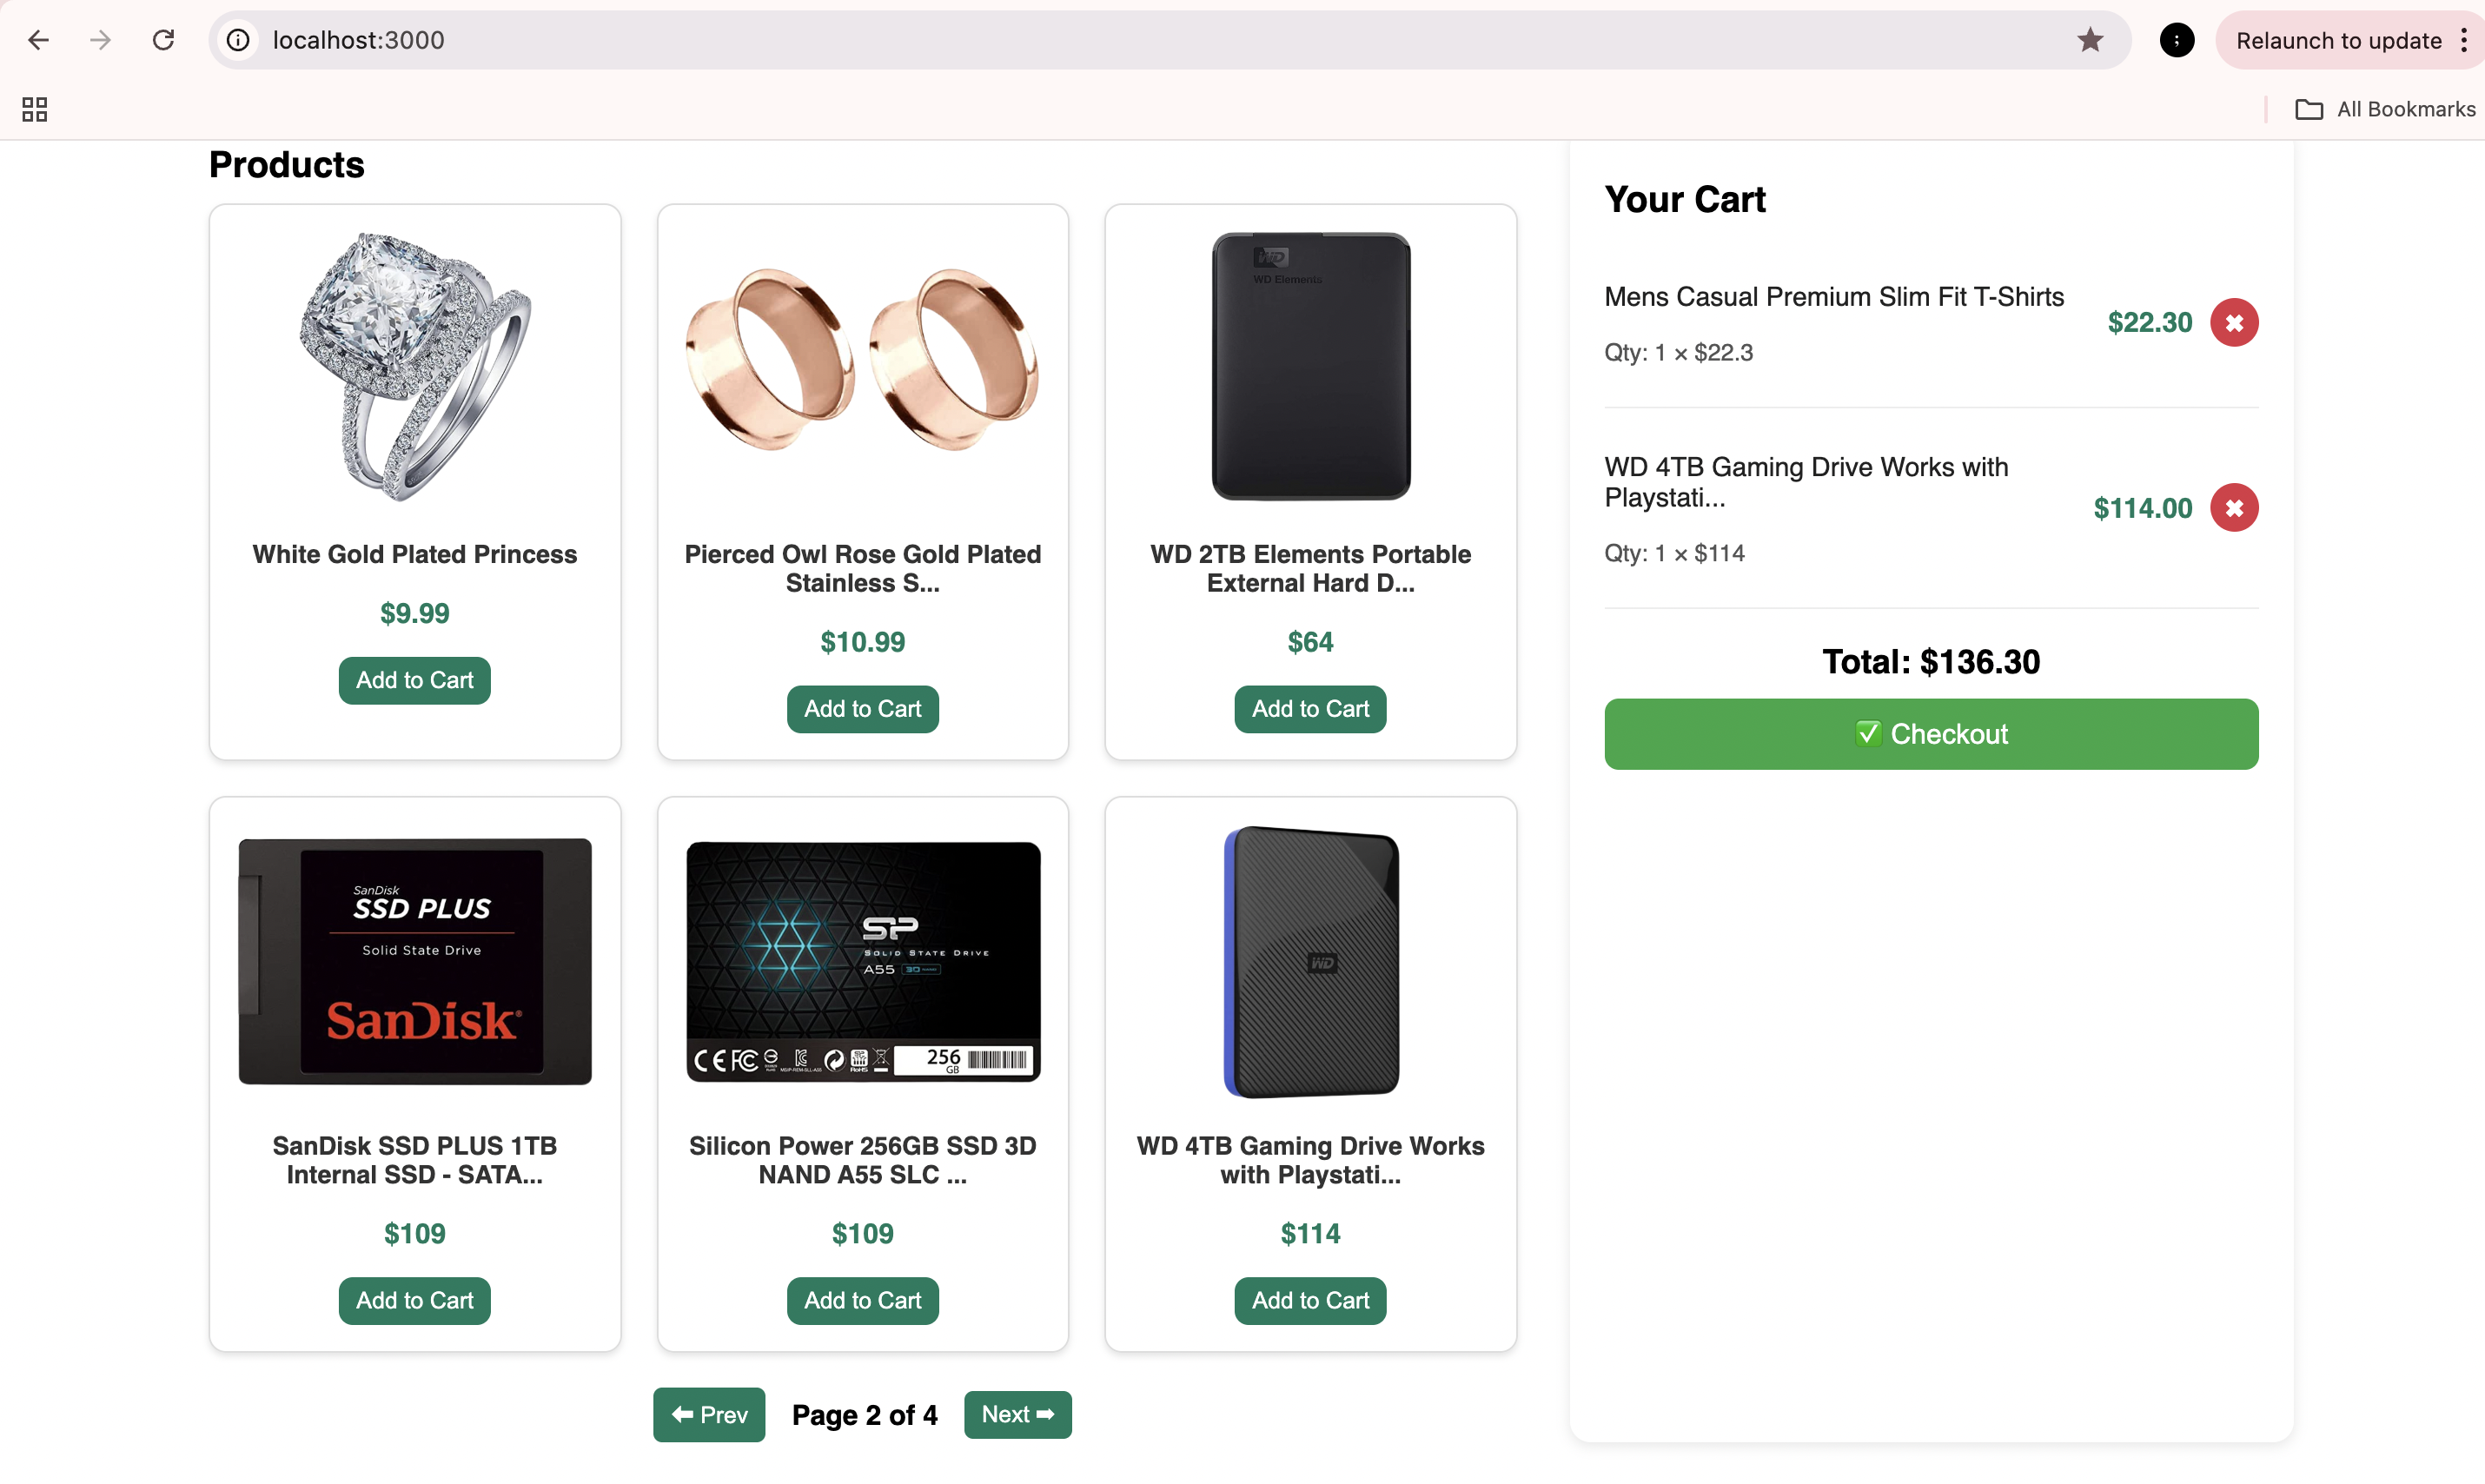 localhost:3000
Relaunch to update
All Bookmarks
Products
WD
WD Elements
White Gold Plated Princess
$9.99
Add to Cart
Pierced Owl Rose Gold Plated
Stainless S...
$10.99
Add to Cart
WD 2TB Elements Portable
External Hard D...
$64
Add to Cart
SanDisk
SSD PLUS
Solid State Drive
SanDisk®
SanDisk SSD PLUS 1TB
Internal SSD - SATA...
$109
Add to Cart
SP
SOLID STATE DRIVE
A55
CE FC
RoHS
256
GB
Silicon Power 256GB SSD 3D
NAND A55 SLC ...
$109
Add to Cart
WD
WD 4TB Gaming Drive Works
with Playstati...
$114
Add to Cart
⬅ Prev
Page 2 of 4
Next ➡
Your Cart
Mens Casual Premium Slim Fit T-Shirts
Qty: 1 × $22.3
$22.30
✖
WD 4TB Gaming Drive Works with
Playstati...
Qty: 1 × $114
$114.00
✖
Total: $136.30
✅ Checkout